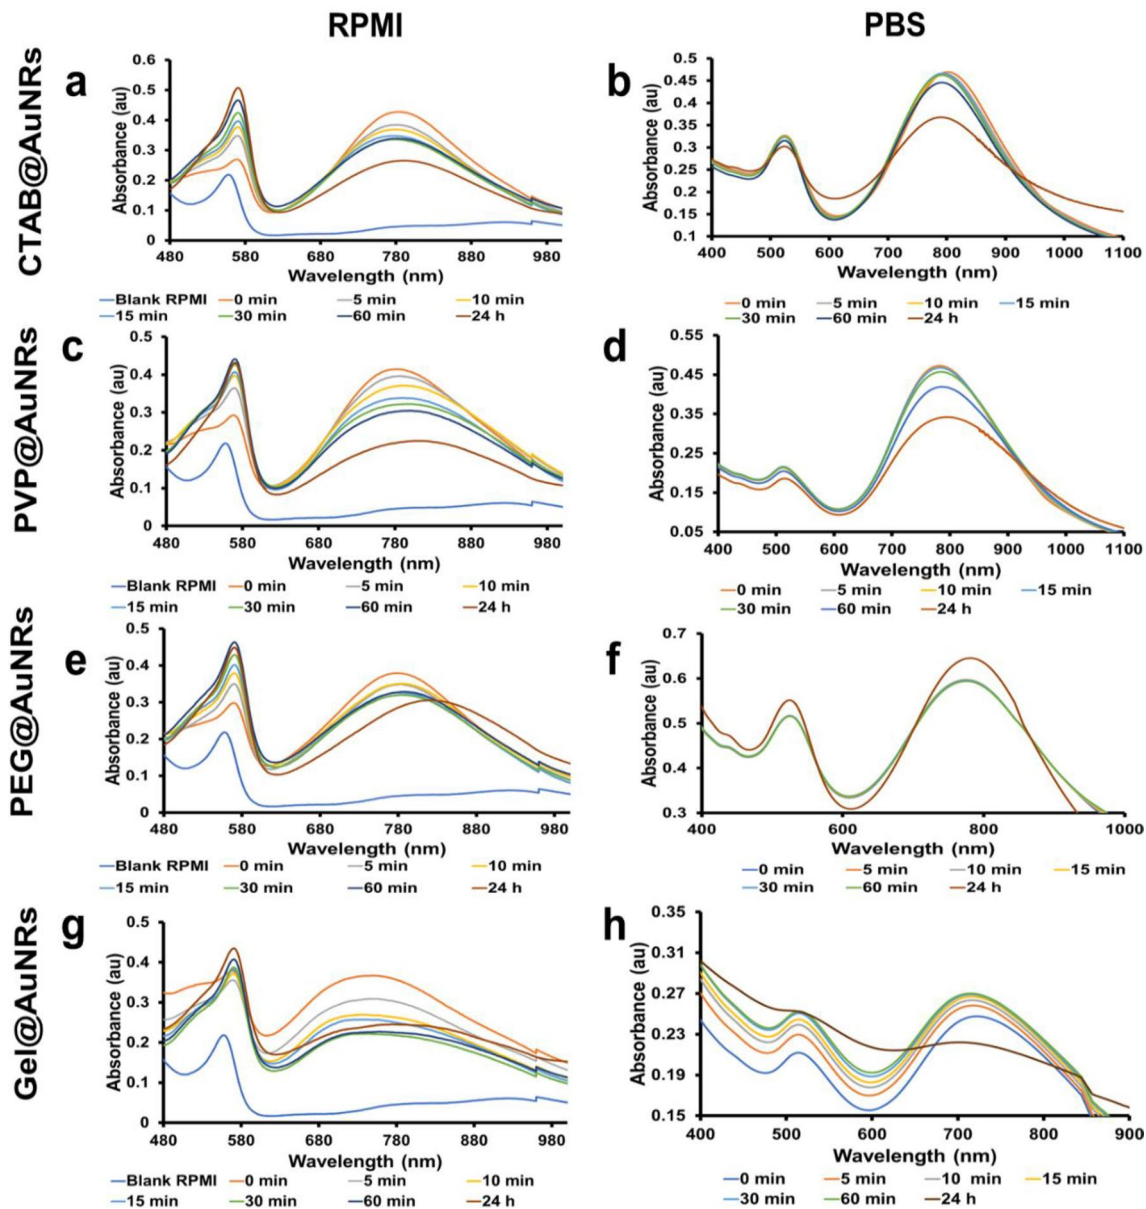 RPMI
PBS
CTAB@AuNRs
a
Absorbance (au)
0.6
0.5
0.4
0.3
0.2
0.1
0
480 580 680 780 880 980
Wavelength (nm)
Blank RPMI 0 min 5 min 10 min
15 min 30 min 60 min 24 h
b
Absorbance (au)
0.5
0.45
0.4
0.35
0.3
0.25
0.2
0.15
0.1
400 500 600 700 800 900 1000 1100
Wavelength (nm)
0 min 5 min 10 min 15 min
30 min 60 min 24 h
PVP@AuNRs
c
Absorbance (au)
0.5
0.4
0.3
0.2
0.1
0
480 580 680 780 880 980
Wavelength (nm)
Blank RPMI 0 min 5 min 10 min
15 min 30 min 60 min 24 h
d
Absorbance (au)
0.55
0.45
0.35
0.25
0.15
0.05
400 500 600 700 800 900 1000 1100
Wavelength (nm)
0 min 5 min 10 min 15 min
30 min 60 min 24 h
PEG@AuNRs
e
Absorbance (au)
0.5
0.4
0.3
0.2
0.1
0
480 580 680 780 880 980
Wavelength (nm)
Blank RPMI 0 min 5 min 10 min
15 min 30 min 60 min 24 h
f
Absorbance (au)
0.7
0.6
0.5
0.4
0.3
400 600 800 1000
Wavelength (nm)
0 min 5 min 10 min 15 min
30 min 60 min 24 h
Gel@AuNRs
g
Absorbance (au)
0.5
0.4
0.3
0.2
0.1
0
480 580 680 780 880 980
Wavelength (nm)
Blank RPMI 0 min 5 min 10 min
15 min 30 min 60 min 24 h
h
Absorbance (au)
0.35
0.31
0.27
0.23
0.19
0.15
400 500 600 700 800 900
Wavelength (nm)
0 min 5 min 10 min 15 min
30 min 60 min 24 h